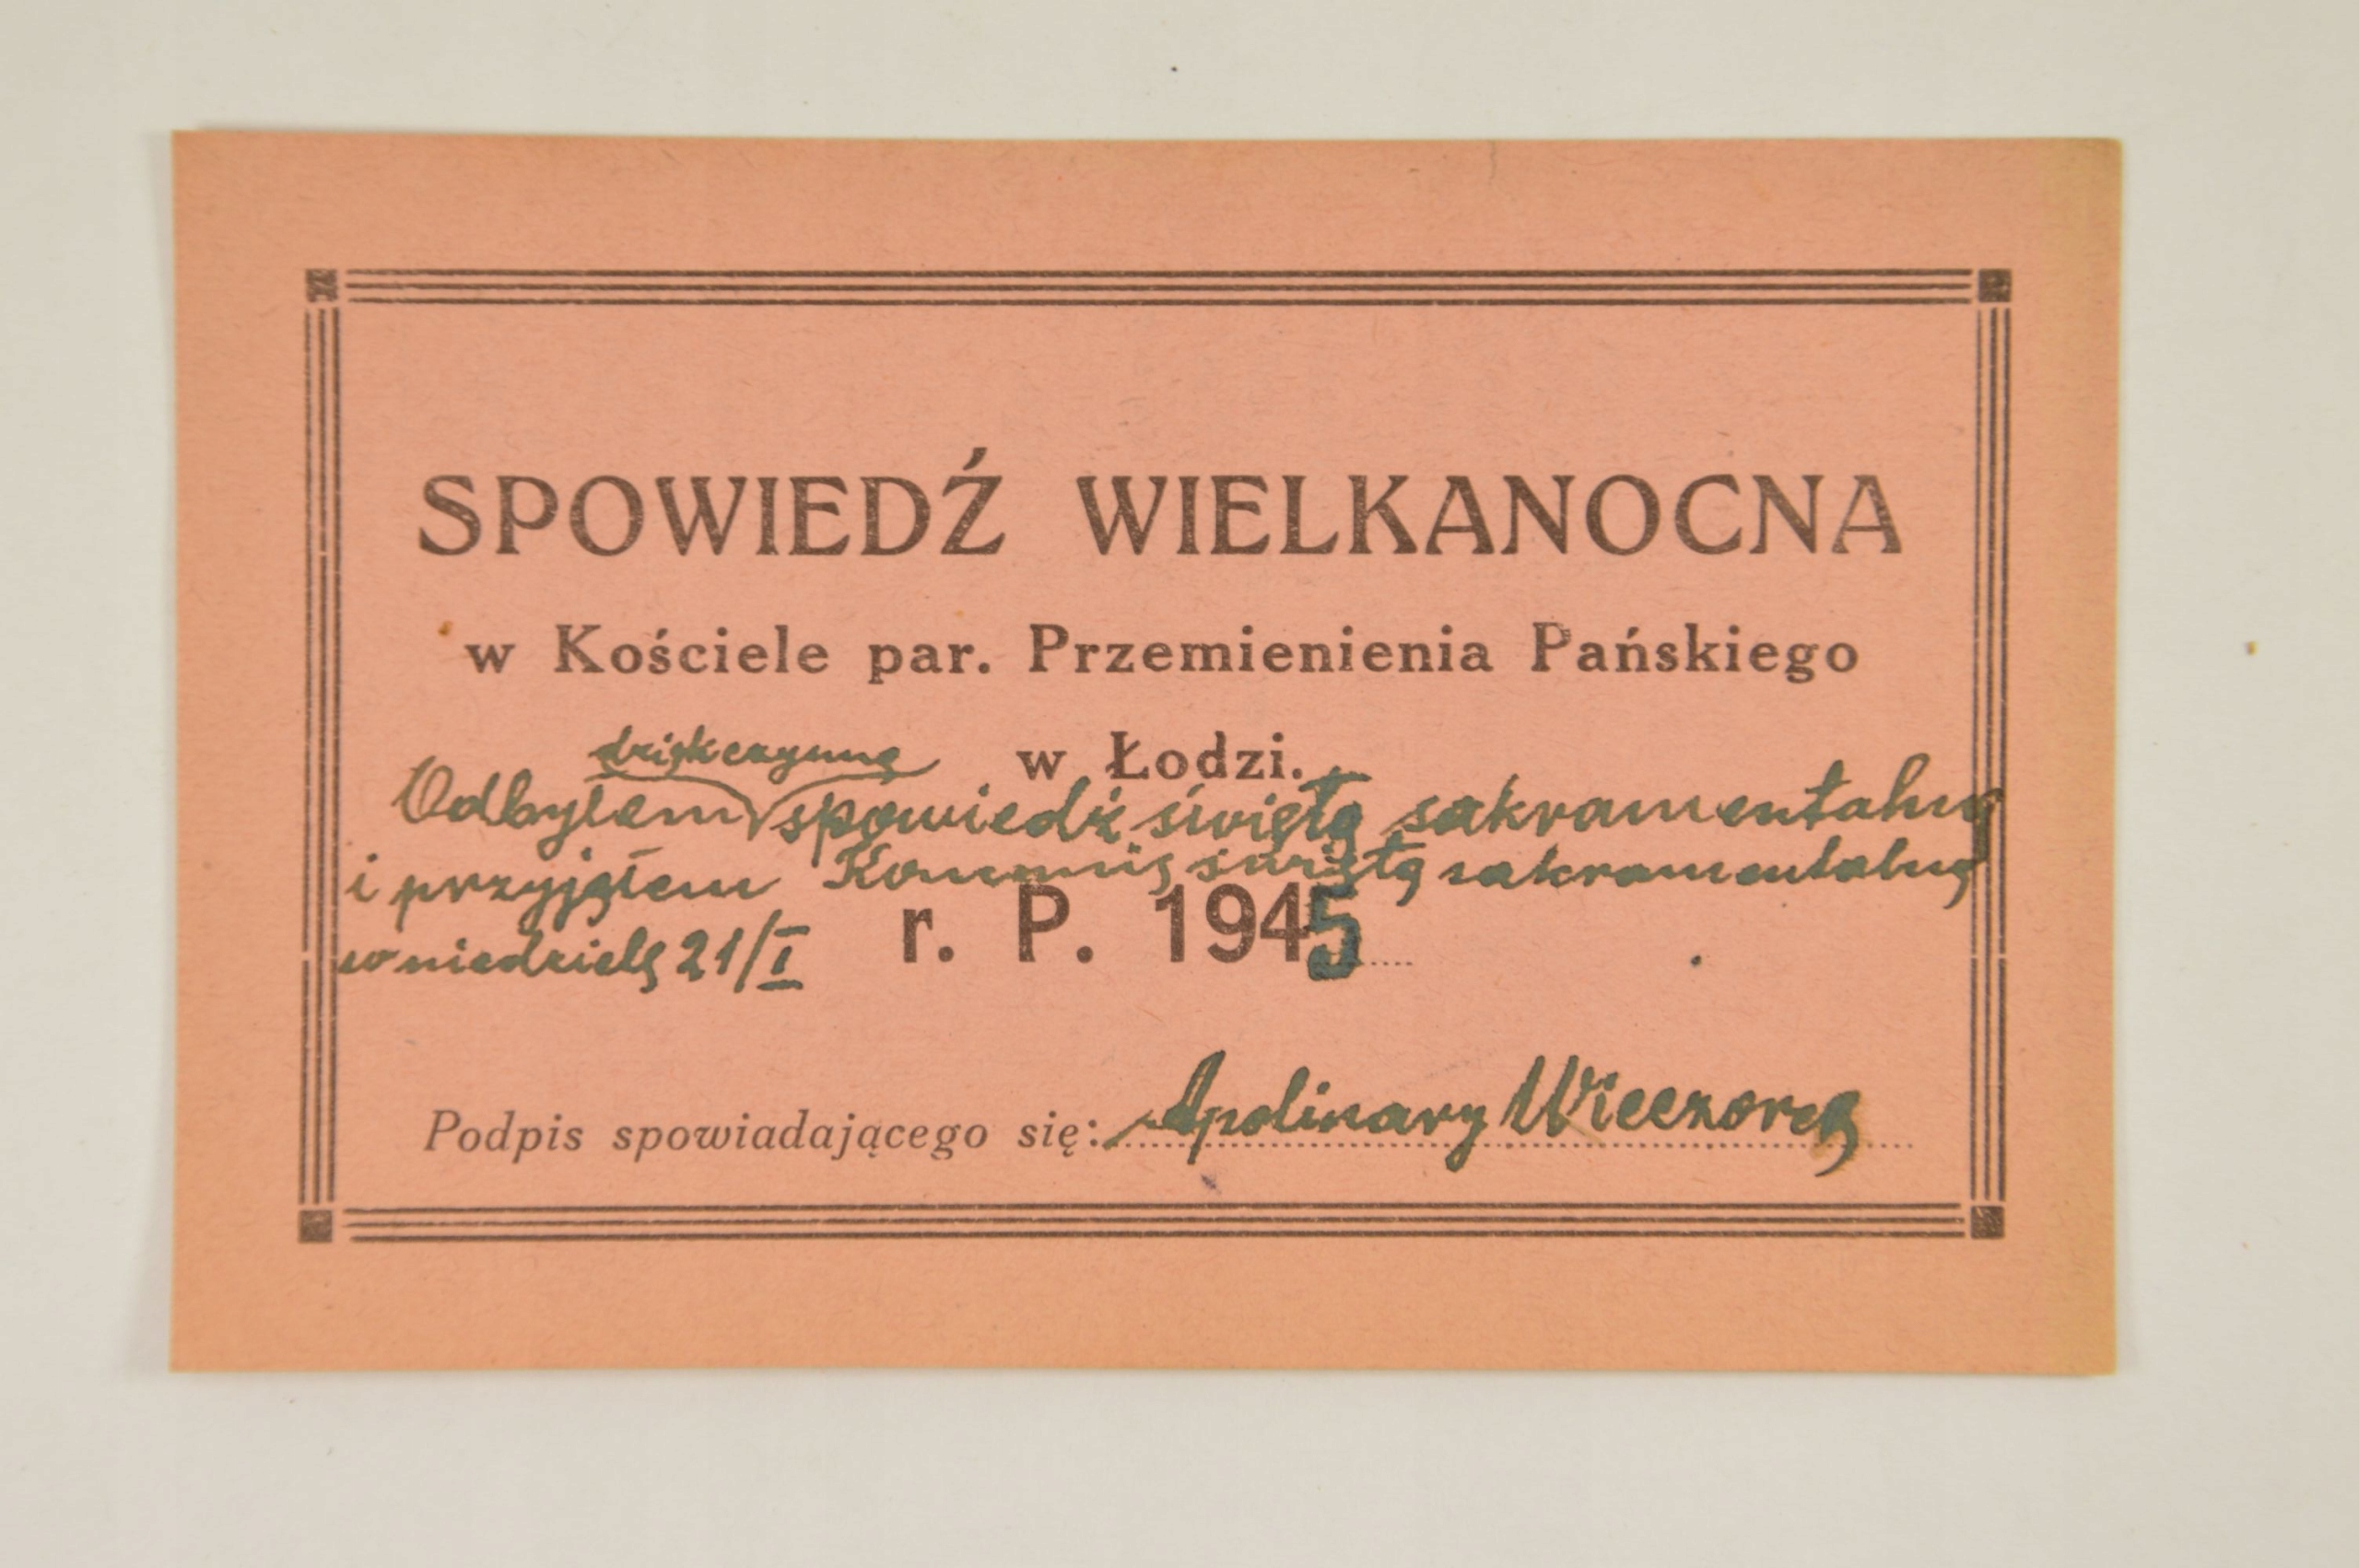 SPOWIEDŹ WIELKANOCNA
w Kościele par. Przemienienia Pańskiego
w Łodzi.
dziękczynną
Odbyłem spowiedź świętą sakramentalną
i przyjąłem Komunię świętą sakramentalną
w niedzielę 21/I r. P. 1945
Podpis spowiadającego się: Apolinary Wieczorek